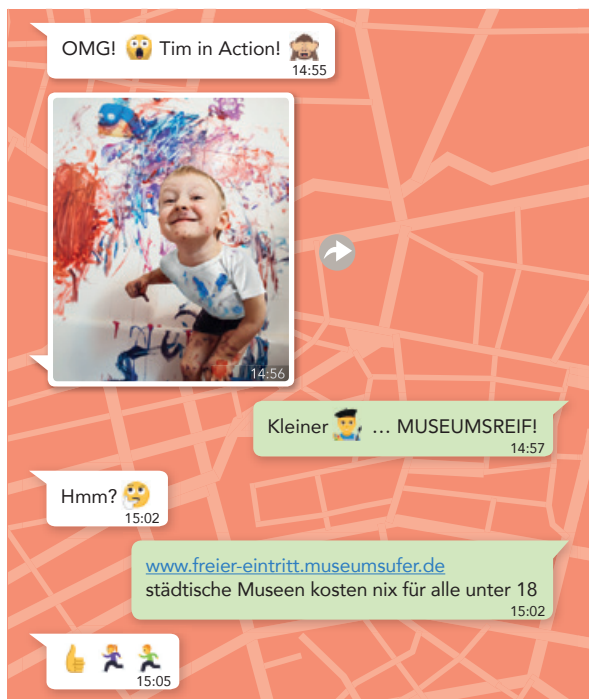 OMG! 😱 Tim in Action! 🙈
14:55
14:56
Kleiner 👨‍🎨 … MUSEUMSREIF!
14:57
Hmm? 🤔
15:02
www.freier-eintritt.museumsufer.de
städtische Museen kosten nix für alle unter 18
15:02
👍 🏃‍♀️ 🏃‍♂️
15:05